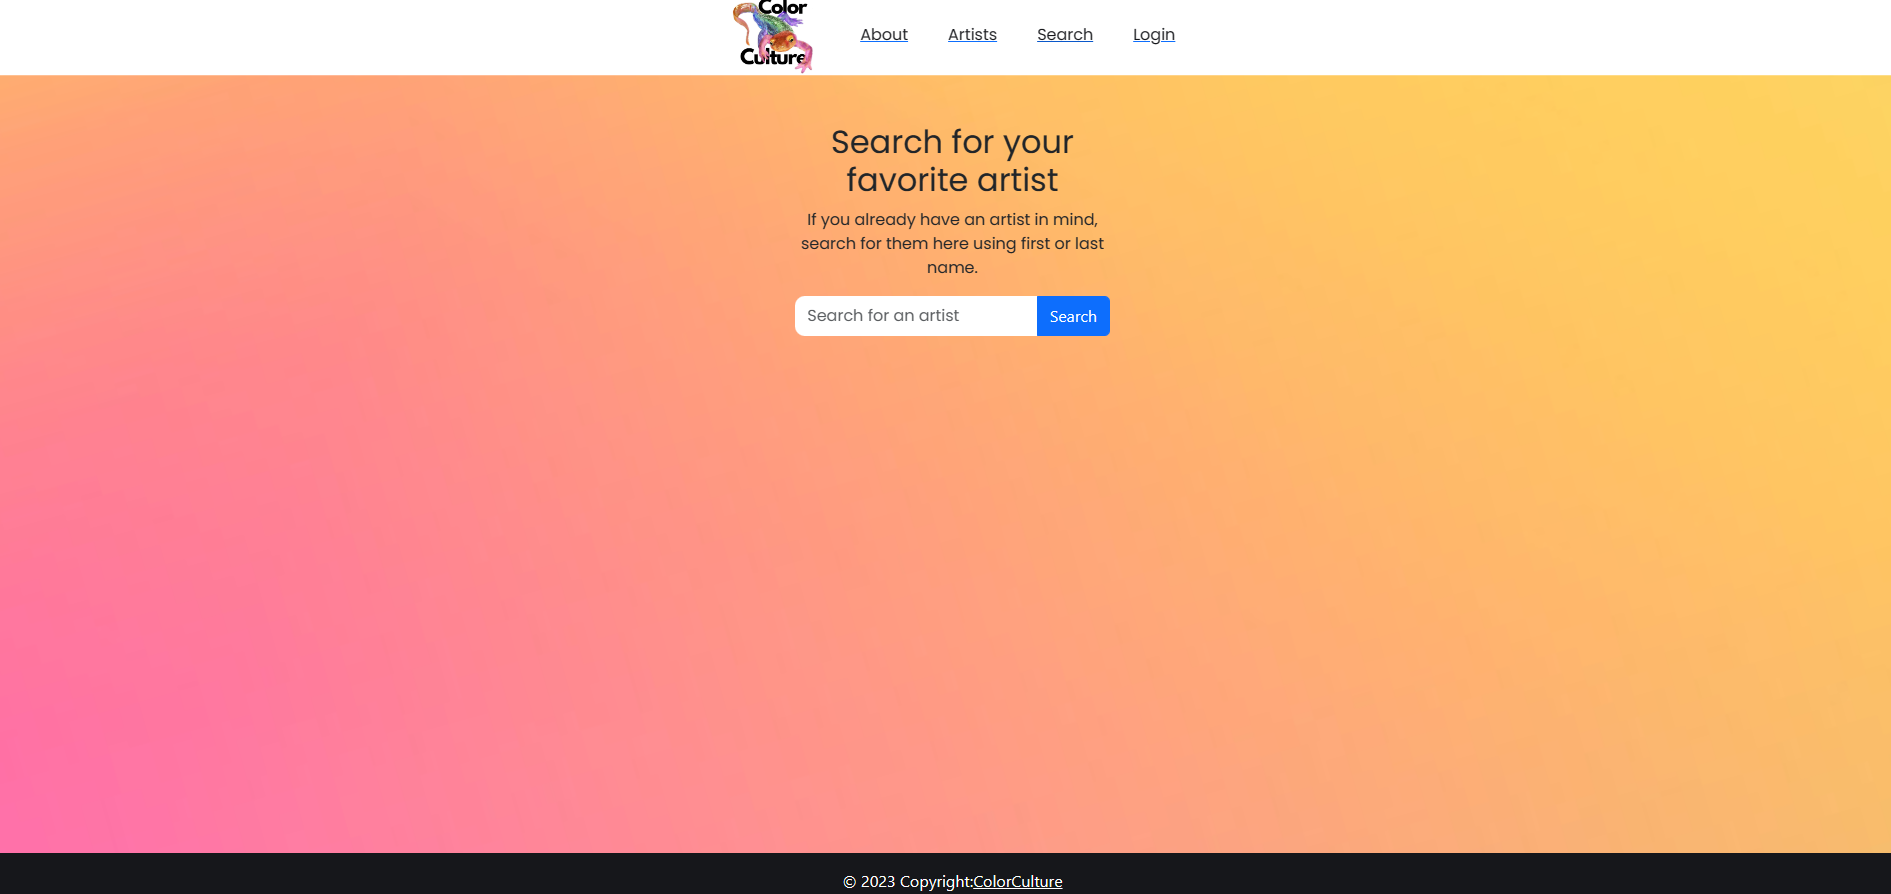 Color
Culture
About Artists Search Login
Search for your
favorite artist
If you already have an artist in mind,
search for them here using first or last
name.
Search for an artist Search
© 2023 Copyright:ColorCulture